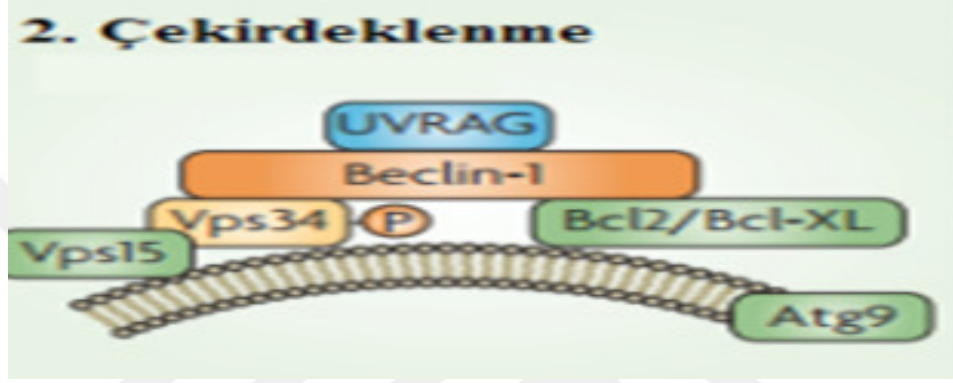 2. Çekirdeklenme
UVRAG
Beclin-1
Vps34 P
Bcl2/Bcl-XL
Vps15
Atg9